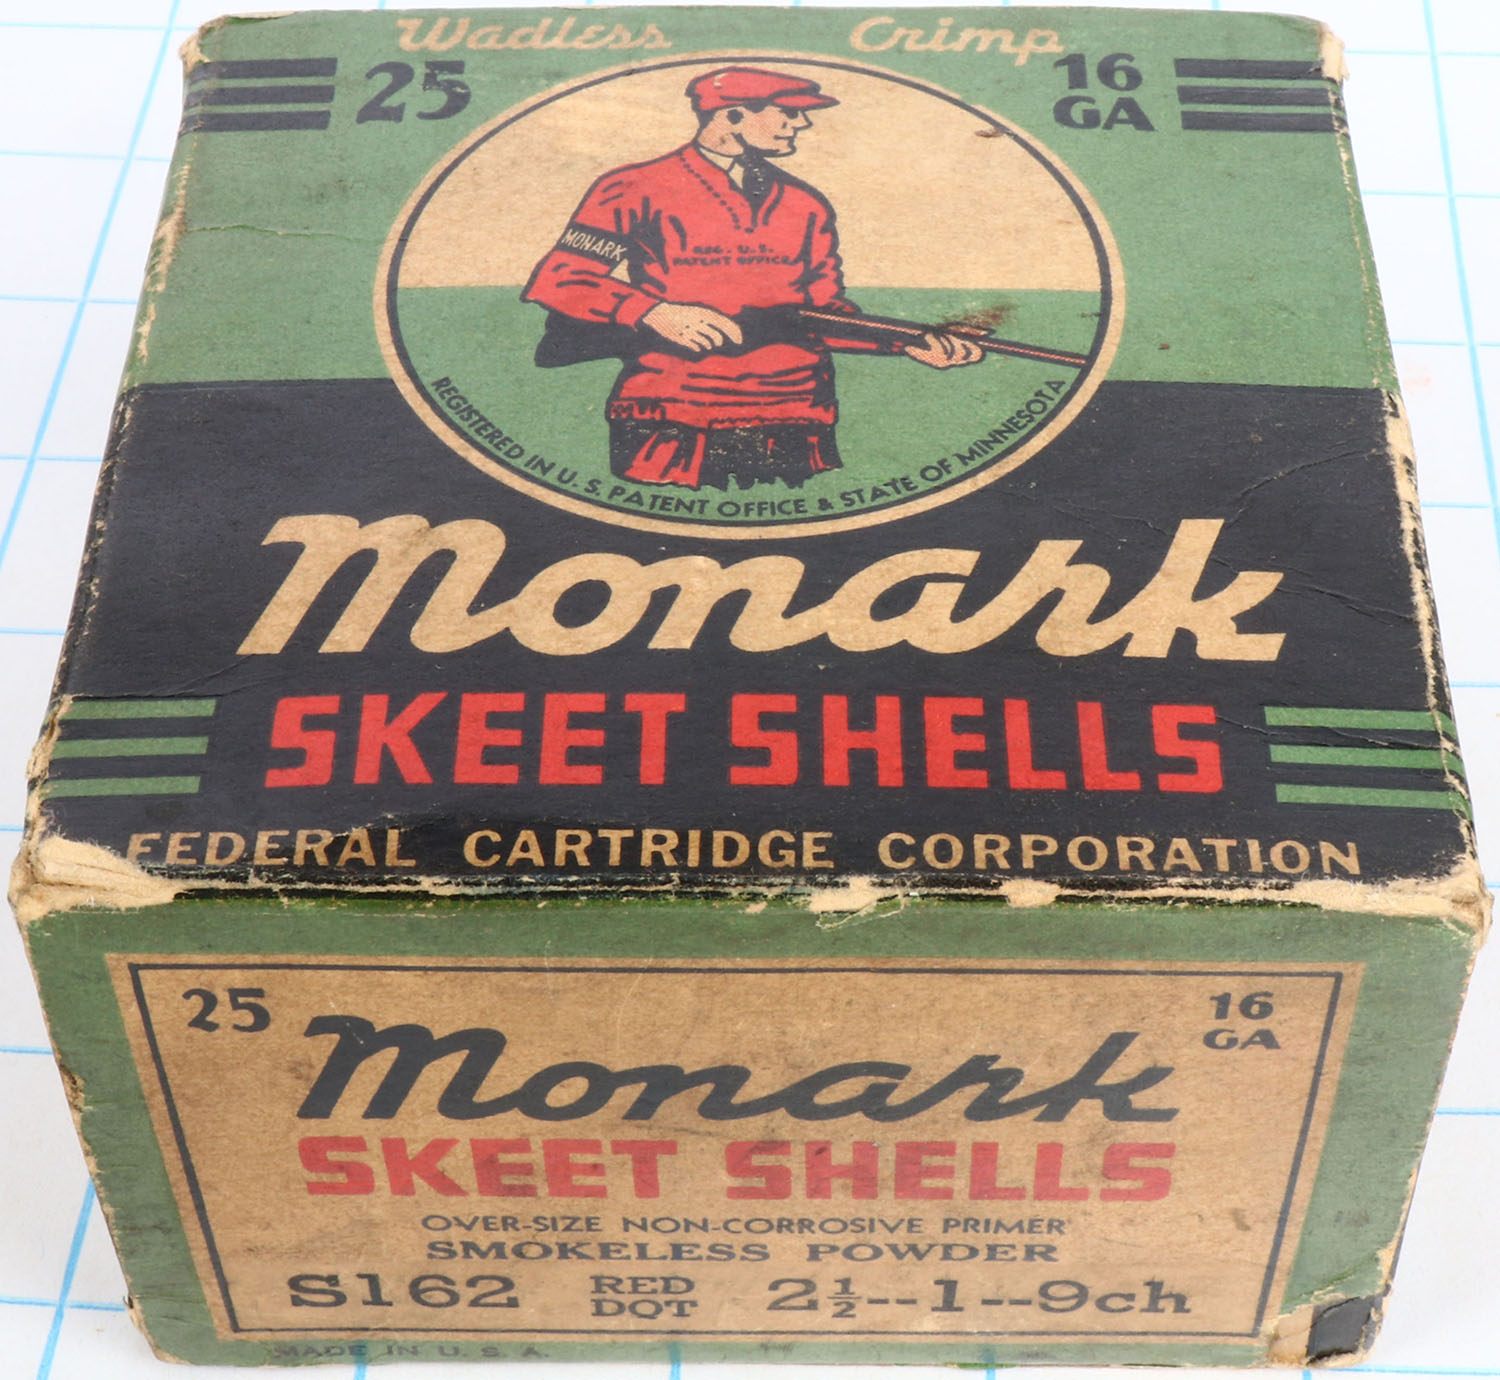 Wadless Crimp
25
16
GA
MONARK
REG. U.S.
PATENT OFFICE
REGISTERED IN U. S. PATENT OFFICE & STATE OF MINNESOTA
Monark
SKEET SHELLS
FEDERAL CARTRIDGE CORPORATION
25
16
GA
Monark
SKEET SHELLS
OVER-SIZE NON-CORROSIVE PRIMER
SMOKELESS POWDER
S162 RED DOT 2½--1--9ch
MADE IN U. S. A.